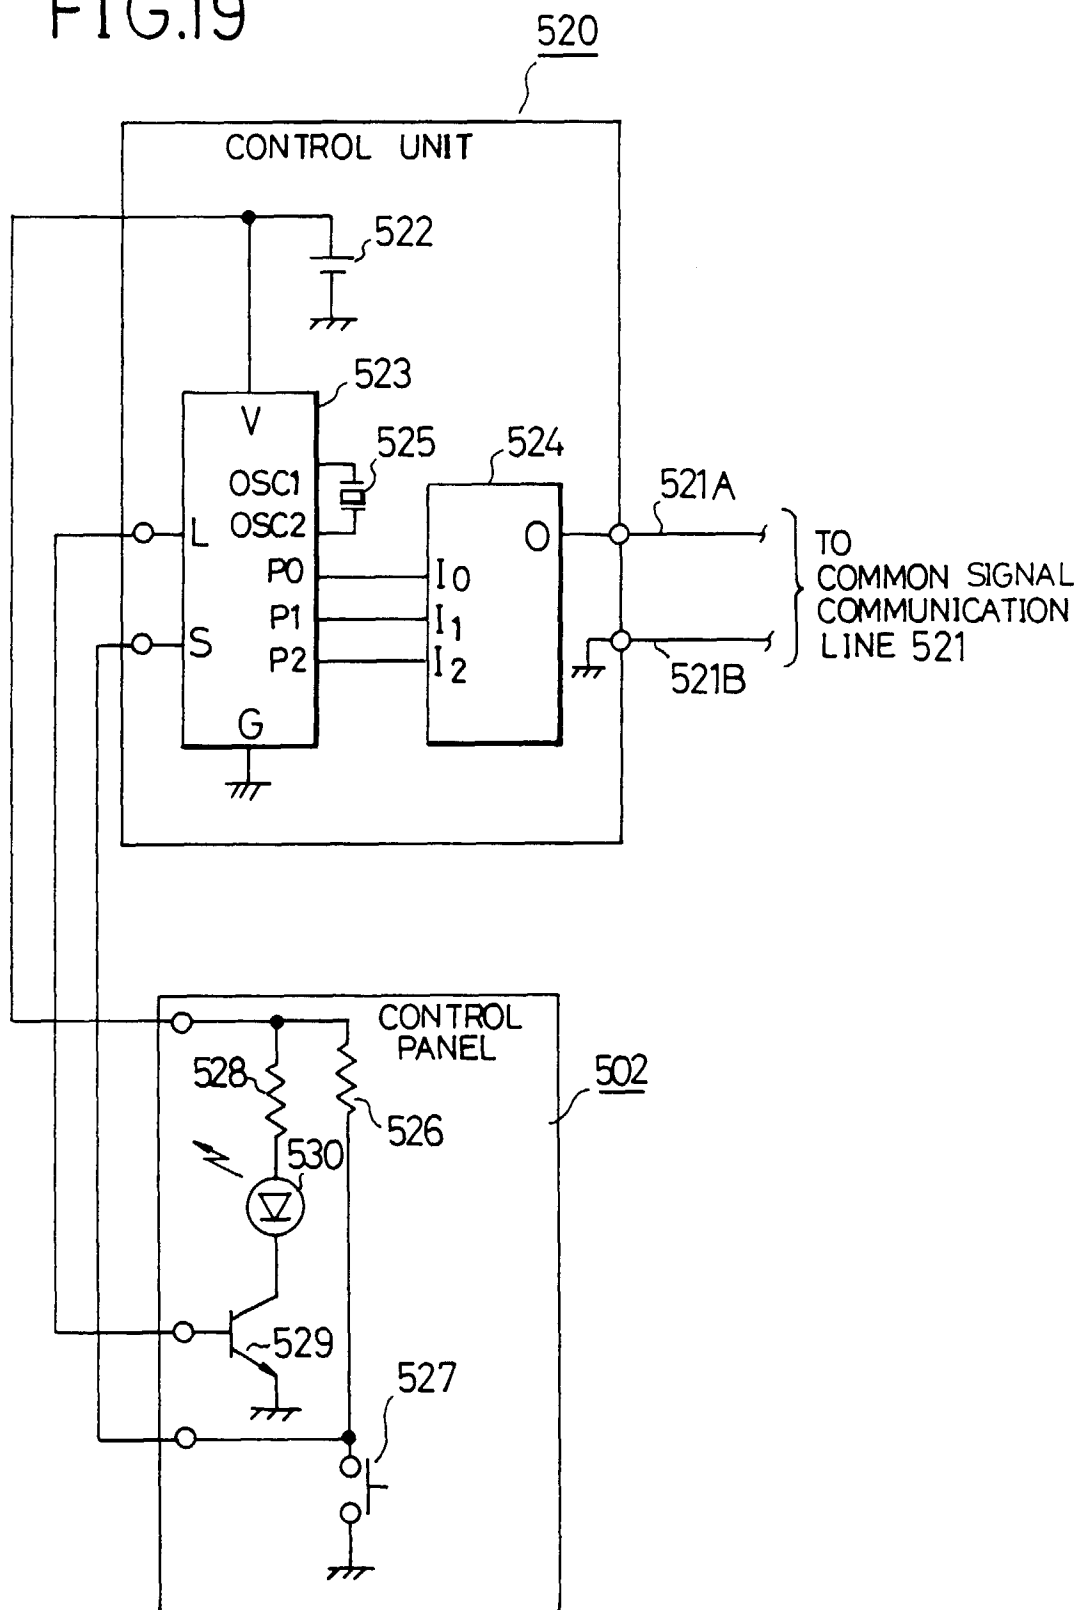 FIG.19
520
CONTROL UNIT
522
523
V
525
524
OSC1
521A
L
OSC2
O
TO
P0
I0
COMMON SIGNAL
P1
I1
COMMUNICATION
S
P2
I2
LINE 521
521B
G
CONTROL
PANEL
528
502
526
530
529
527